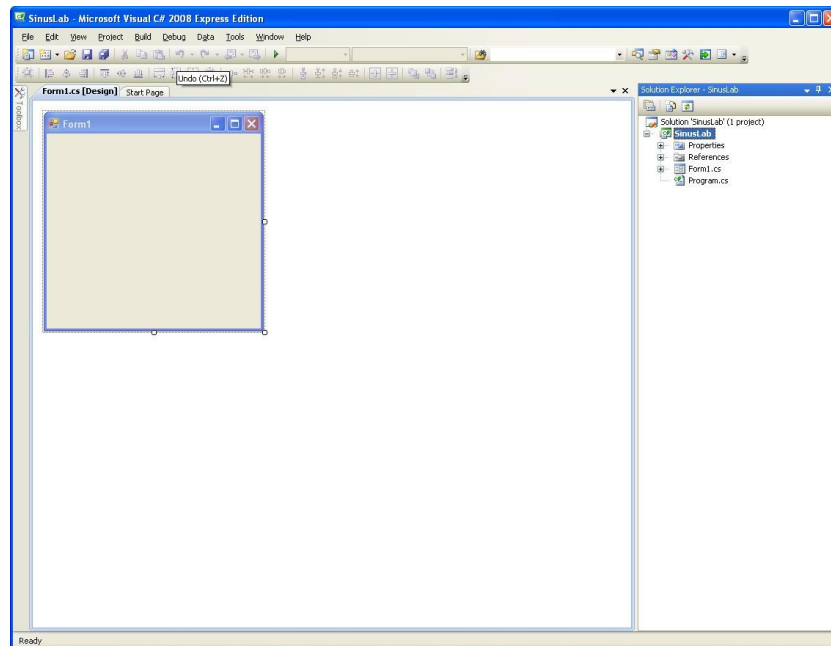 SinusLab - Microsoft Visual C# 2008 Express Edition
File Edit View Project Build Debug Data Tools Window Help
Undo (Ctrl+Z)
Toolbox
Form1.cs [Design] Start Page
Form1
Solution Explorer - SinusLab
Solution 'SinusLab' (1 project)
SinusLab
Properties
References
Form1.cs
Program.cs
Ready